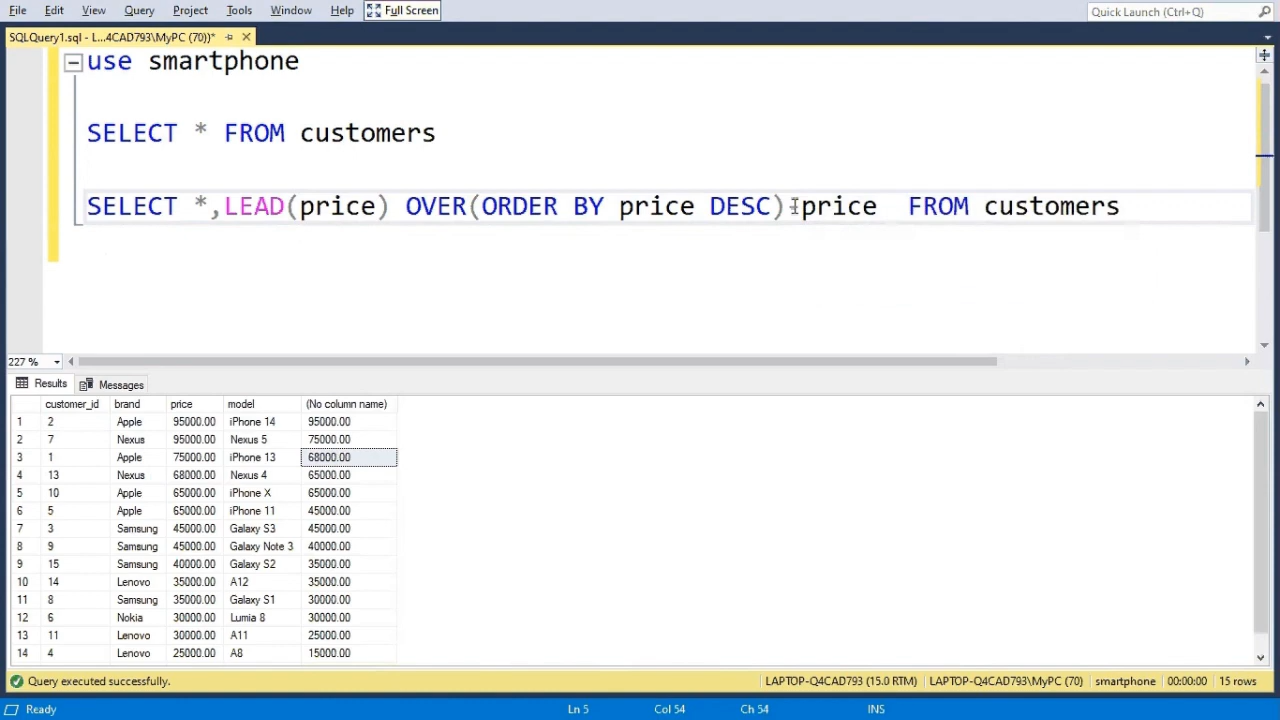 File Edit View Query Project Tools Window Help Full Screen Quick Launch (Ctrl+Q)
SQLQuery1.sql - L...4CAD793\MyPC (70))*
use smartphone
SELECT * FROM customers
SELECT *,LEAD(price) OVER(ORDER BY price DESC)-price FROM customers
227 %
Results Messages
customer_id brand price model (No column name)
1 2 Apple 95000.00 iPhone 14 95000.00
2 7 Nexus 95000.00 Nexus 5 75000.00
3 1 Apple 75000.00 iPhone 13 68000.00
4 13 Nexus 68000.00 Nexus 4 65000.00
5 10 Apple 65000.00 iPhone X 65000.00
6 5 Apple 65000.00 iPhone 11 45000.00
7 3 Samsung 45000.00 Galaxy S3 45000.00
8 9 Samsung 45000.00 Galaxy Note 3 40000.00
9 15 Samsung 40000.00 Galaxy S2 35000.00
10 14 Lenovo 35000.00 A12 35000.00
11 8 Samsung 35000.00 Galaxy S1 30000.00
12 6 Nokia 30000.00 Lumia 8 30000.00
13 11 Lenovo 30000.00 A11 25000.00
14 4 Lenovo 25000.00 A8 15000.00
Query executed successfully. LAPTOP-Q4CAD793 (15.0 RTM) LAPTOP-Q4CAD793\MyPC (70) smartphone 00:00:00 15 rows
Ready Ln 5 Col 54 Ch 54 INS